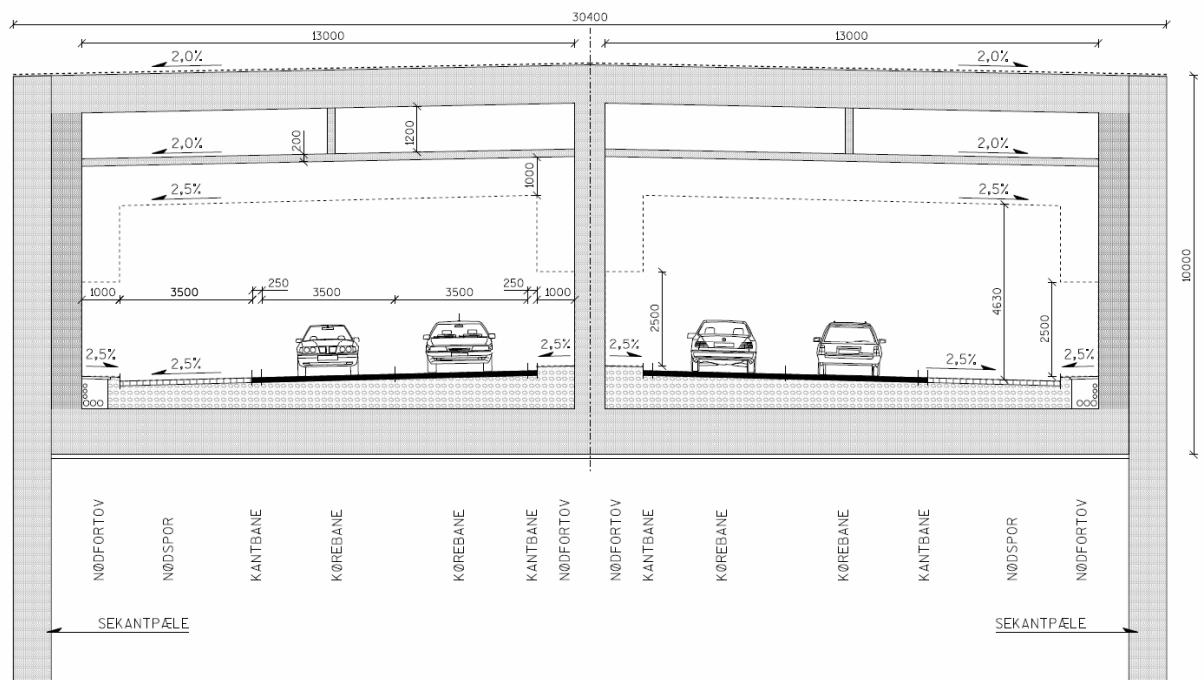 30400
13000
13000
2,0%
2,0%
200
1200
2,0%
2,0%
1000
2,5%
2,5%
10000
250
250
1000
3500
3500
3500
1000
2500
4630
2500
2,5%
2,5%
2,5%
2,5%
2,5%
2,5%
NØDFORTOV
NØDSPOR
KANTBANE
KØREBANE
KØREBANE
KANTBANE
NØDFORTOV
NØDFORTOV
KANTBANE
KØREBANE
KØREBANE
KANTBANE
NØDSPOR
NØDFORTOV
SEKANTPÆLE
SEKANTPÆLE